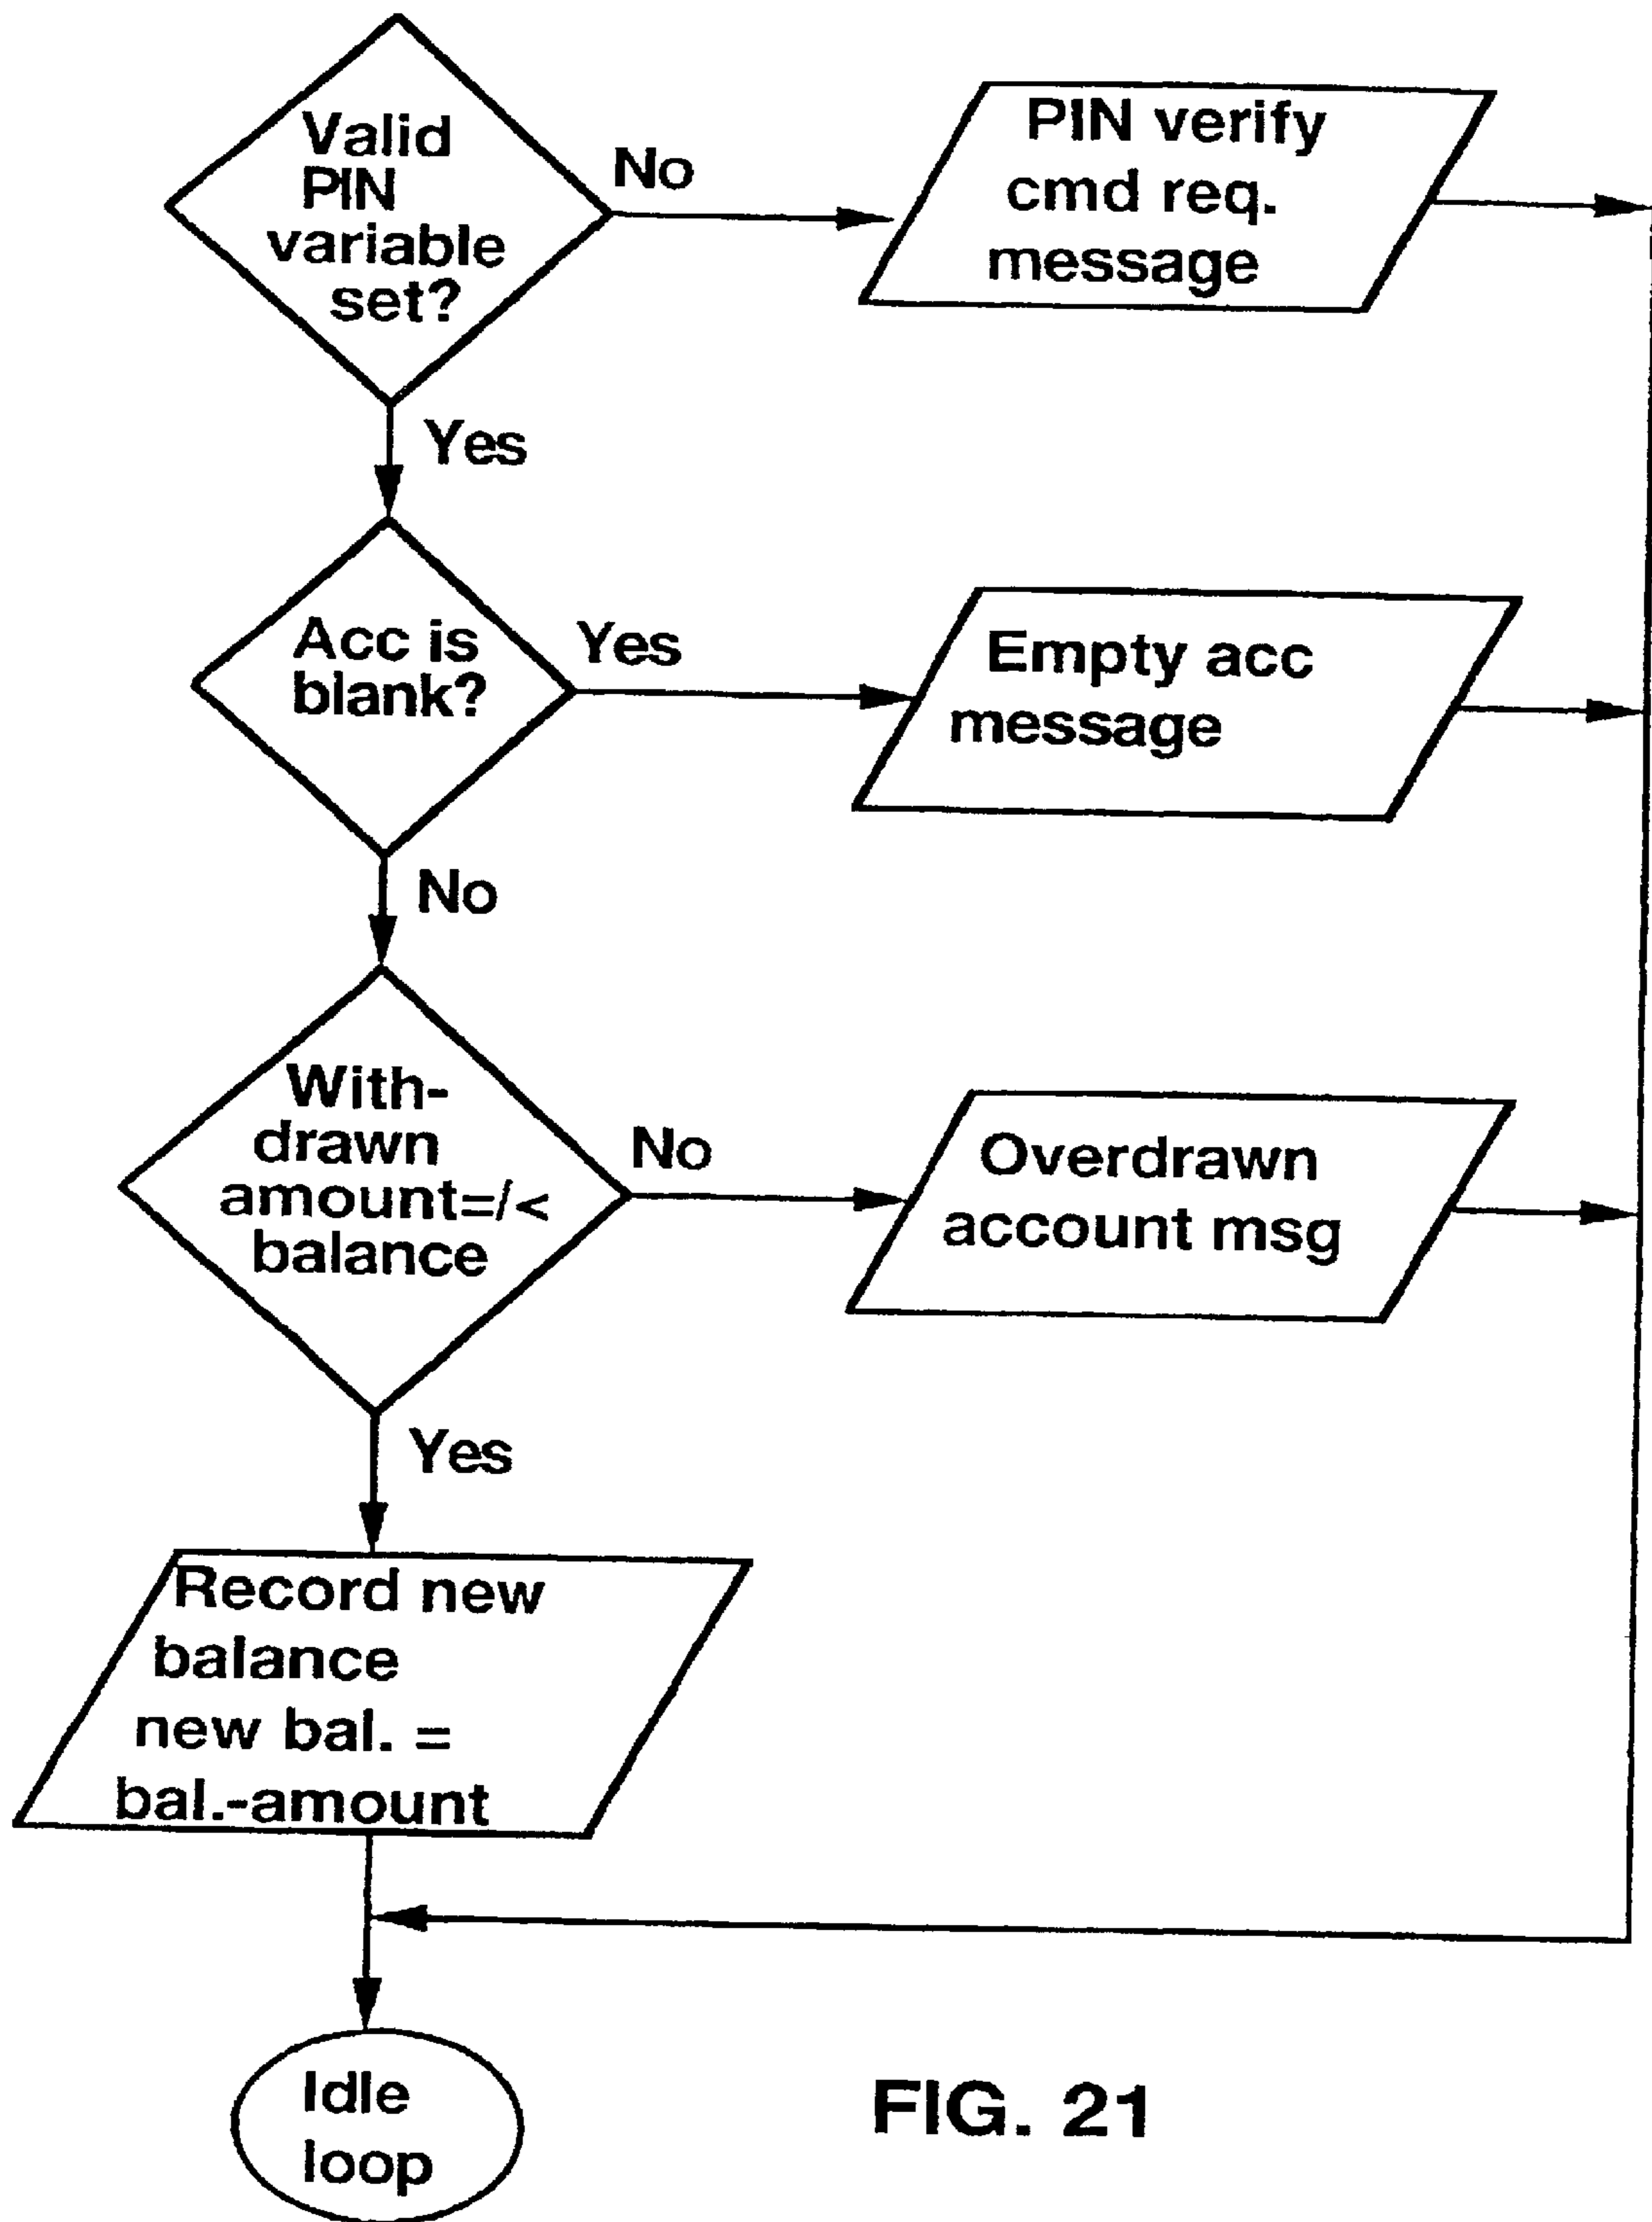 Valid
PIN
variable
set?
No
PIN verify
cmd req.
message
Yes
Acc is
blank?
Yes
Empty acc
message
No
With-
drawn
amount=/<
balance
No
Overdrawn
account msg
Yes
Record new
balance
new bal. =
bal.-amount
Idle
loop
FIG. 21